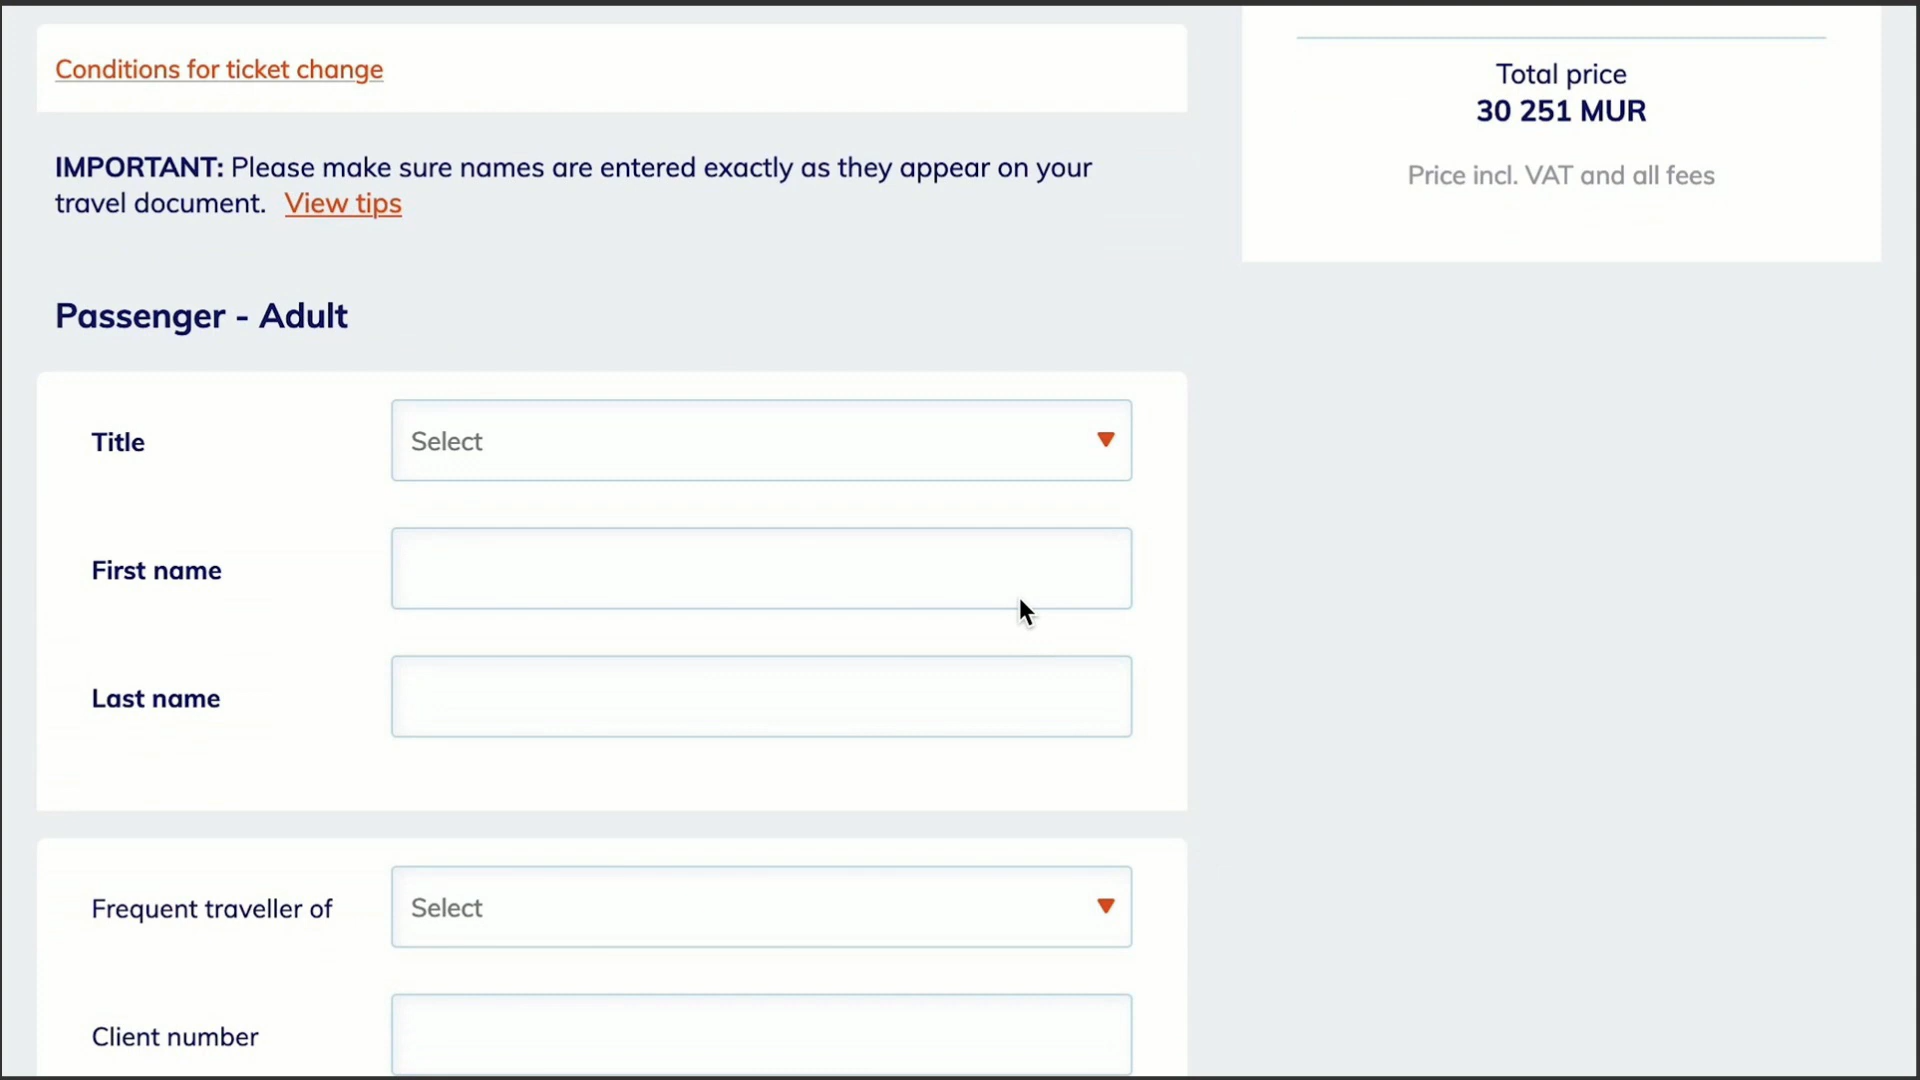 Conditions for ticket change
IMPORTANT: Please make sure names are entered exactly as they appear on your
travel document. View tips
Passenger - Adult
Title
Select
First name
Last name
Frequent traveller of
Select
Client number
Total price
30 251 MUR
Price incl. VAT and all fees